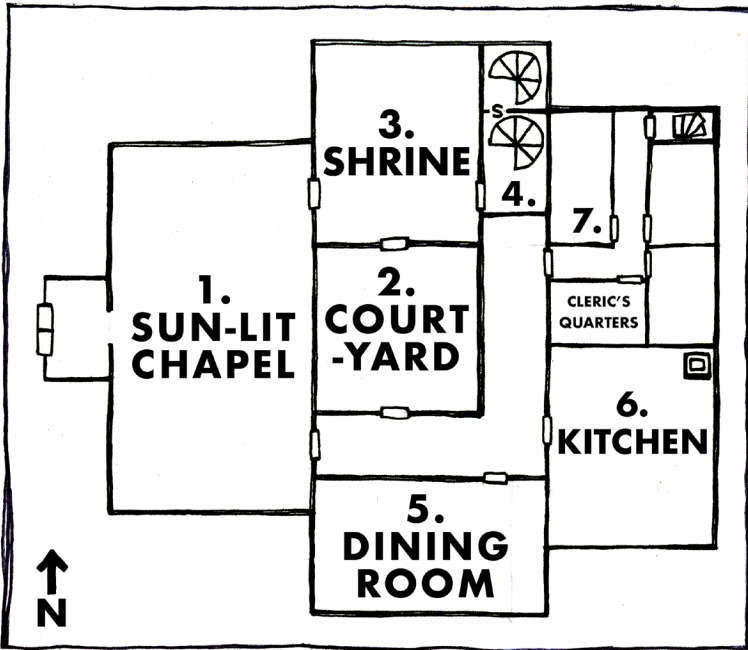 3.
SHRINE
S
4.
7.
1.
SUN-LIT
CHAPEL
2.
COURT
-YARD
CLERIC'S
QUARTERS
6.
KITCHEN
5.
DINING
ROOM
N